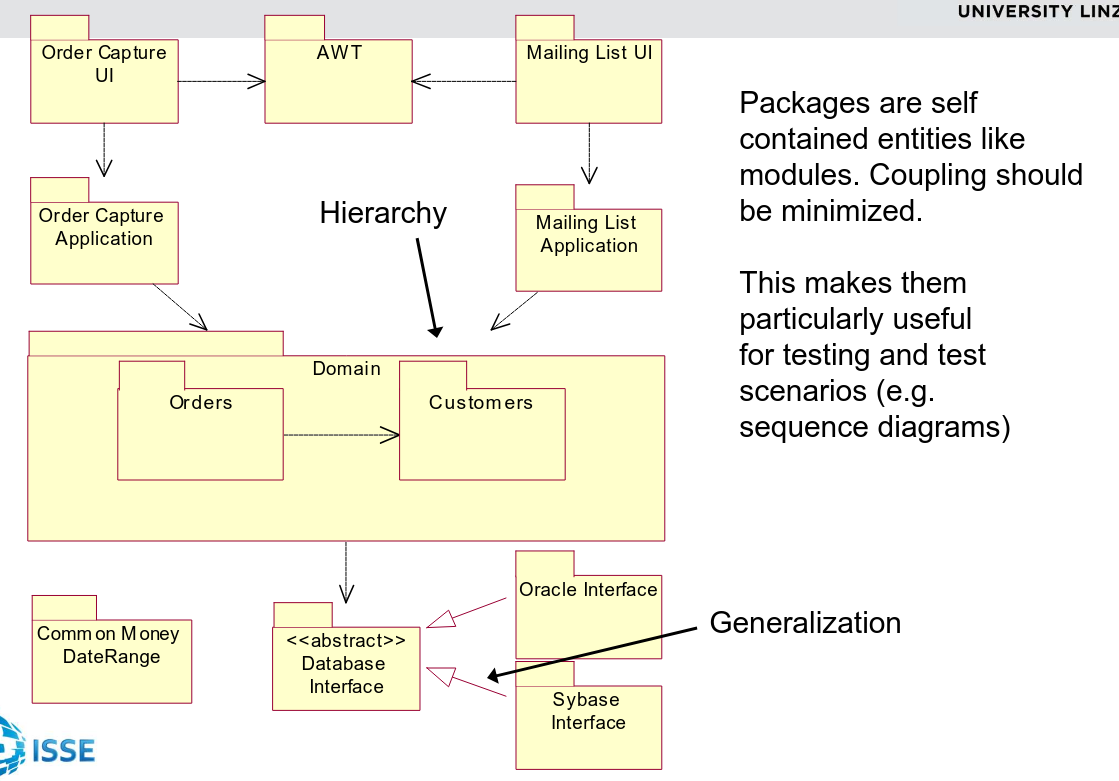 UNIVERSITY LINZ
Order Capture
UI
AWT
Mailing List UI
Packages are self
contained entities like
modules. Coupling should
be minimized.
Order Capture
Application
Hierarchy
Mailing List
Application
This makes them
particularly useful
for testing and test
scenarios (e.g.
sequence diagrams)
Domain
Orders
Customers
Oracle Interface
Common Money
DateRange
<<abstract>>
Database
Interface
Generalization
Sybase
Interface
ISSE